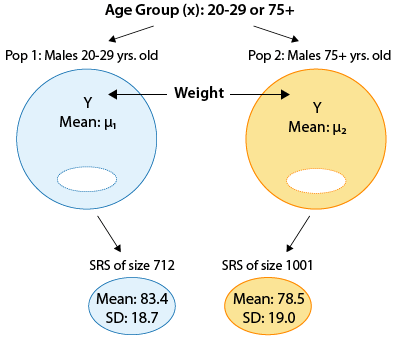 Age Group (x): 20-29 or 75+
Pop 1: Males 20-29 yrs. old
Pop 2: Males 75+ yrs. old
Weight
Y
Mean: μ₁
Y
Mean: μ₂
SRS of size 712
SRS of size 1001
Mean: 83.4
SD: 18.7
Mean: 78.5
SD: 19.0